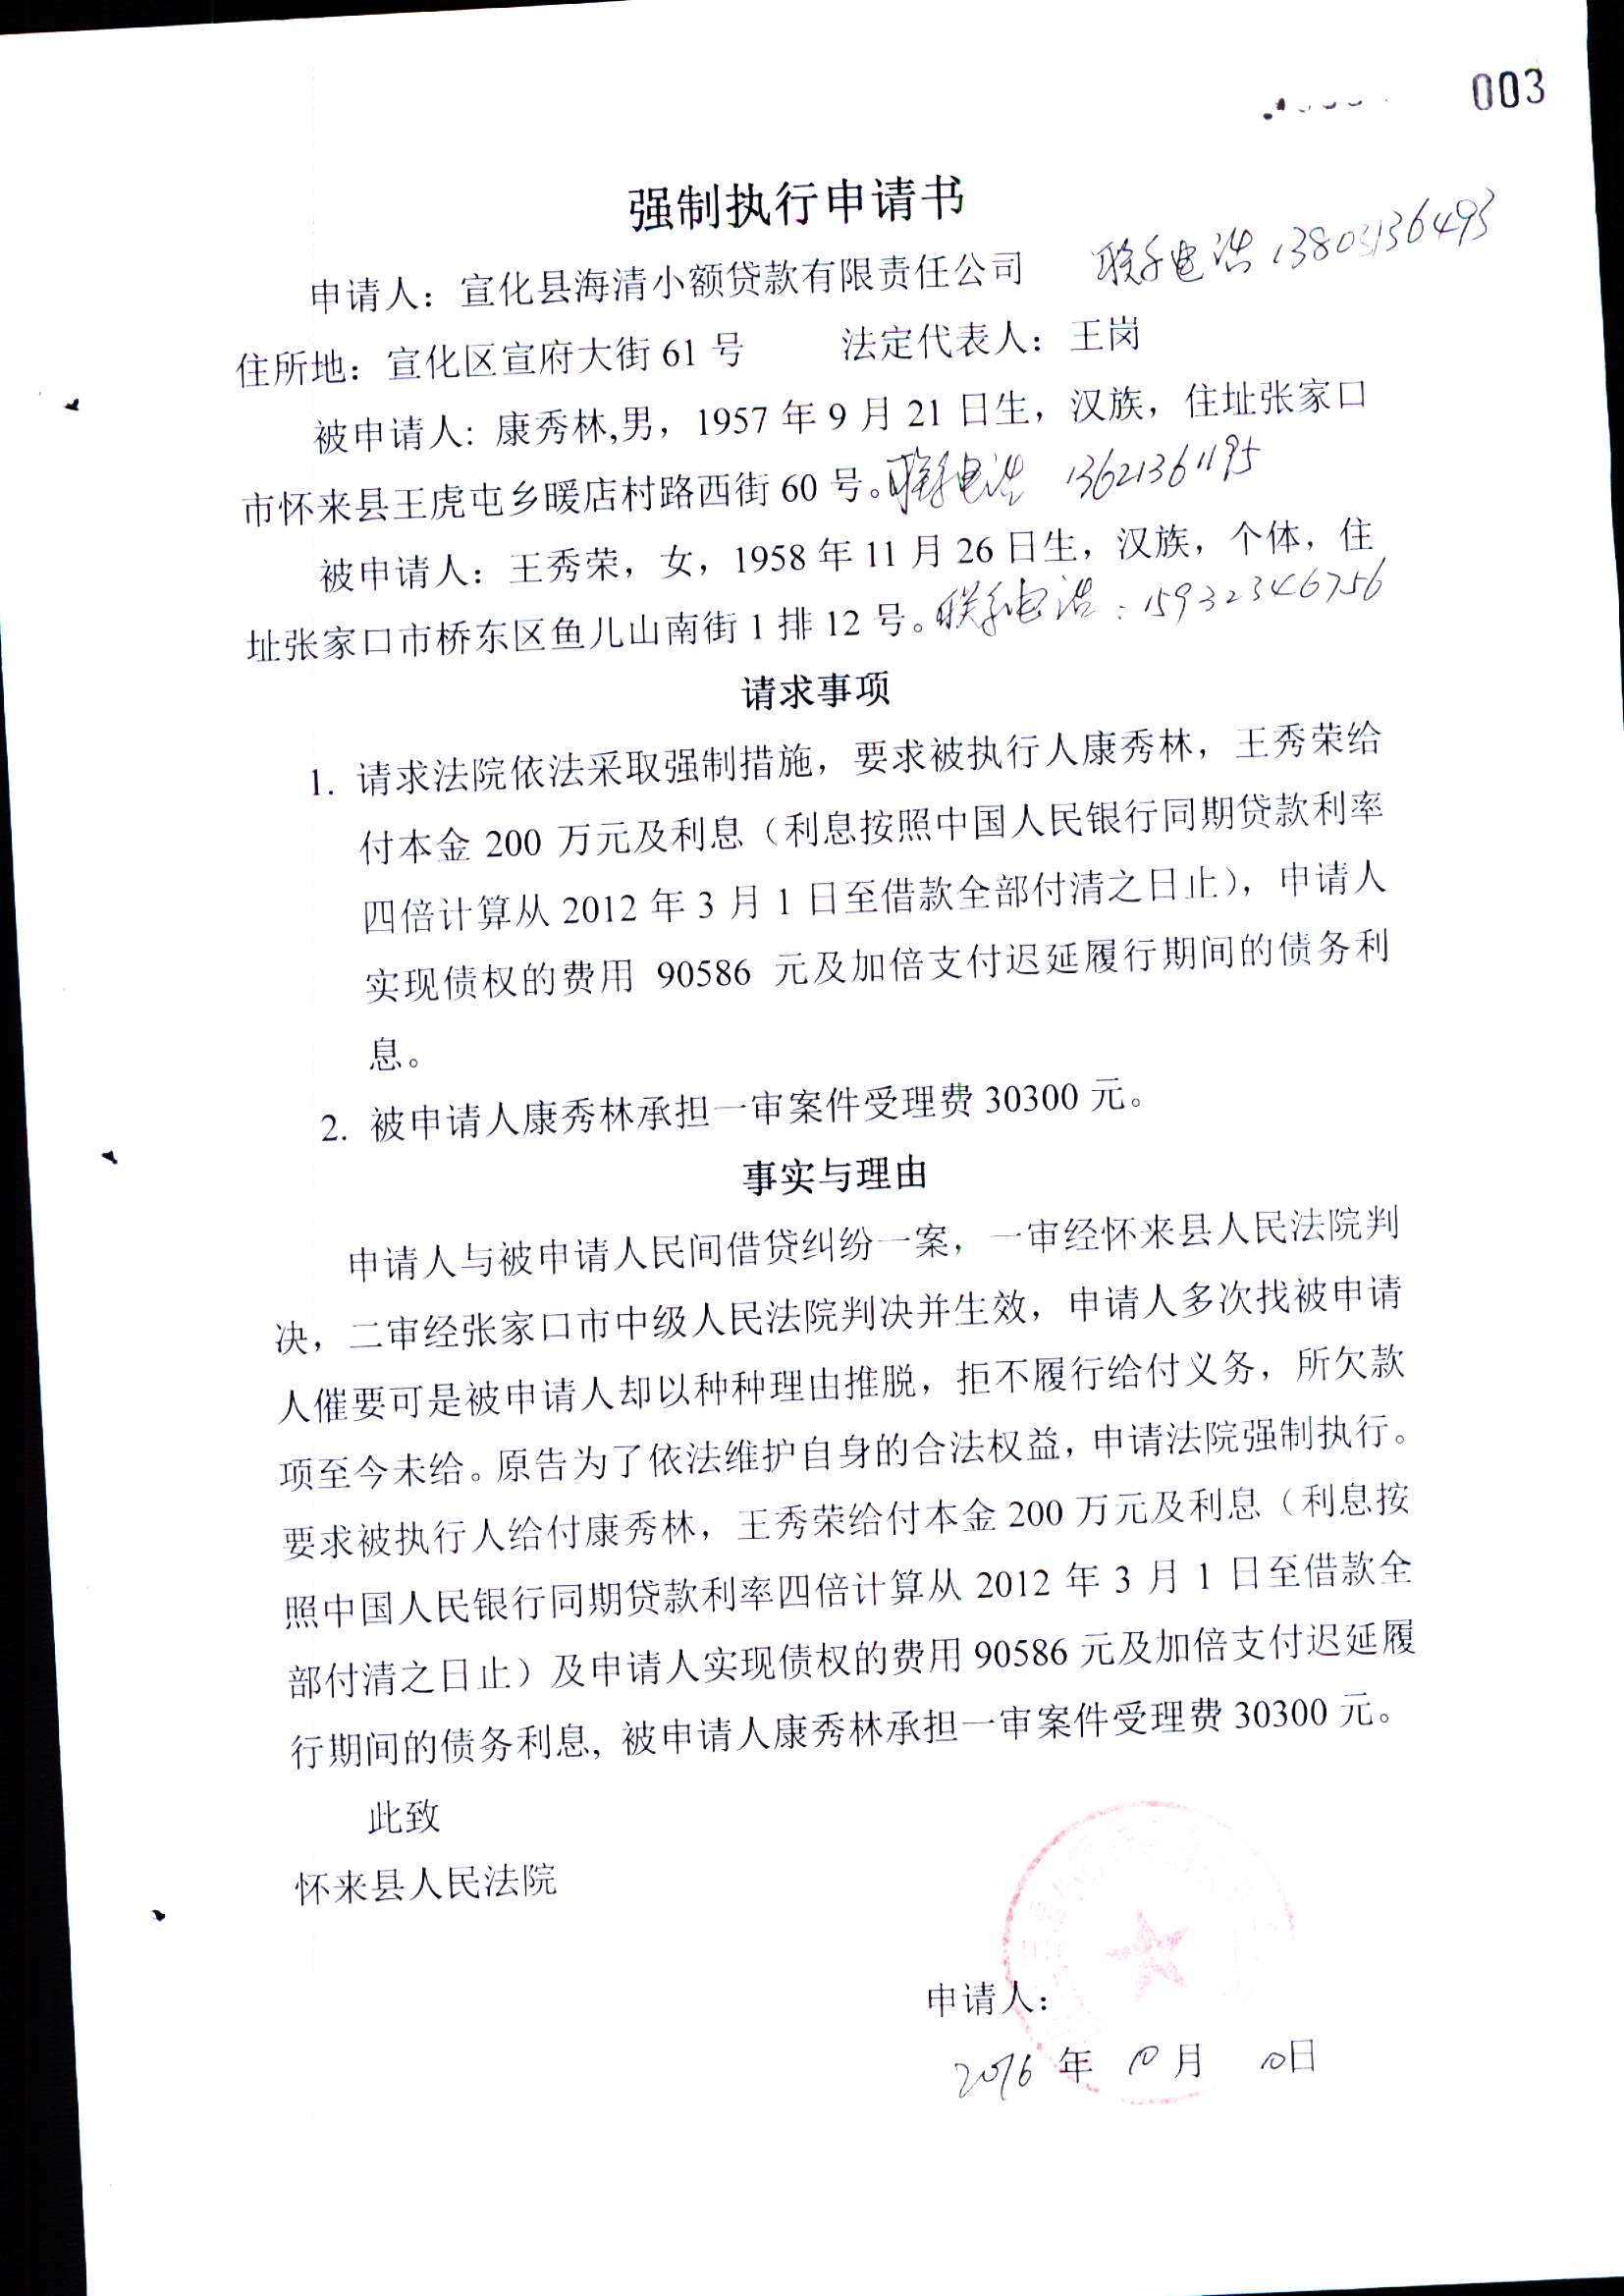 003
强制执行申请书
申请人：宣化县海清小额贷款有限责任公司 联系电话 13803136493
住所地：宣化区宣府大街 61 号 法定代表人：王岗
被申请人: 康秀林,男，1957 年 9 月 21 日生，汉族，住址张家口
市怀来县王虎屯乡暖店村路西街 60 号。联系电话 13621361195
被申请人：王秀荣，女，1958 年 11 月 26 日生，汉族，个体，住
址张家口市桥东区鱼儿山南街 1 排 12 号。联系电话：15932346756
请求事项
1. 请求法院依法采取强制措施，要求被执行人康秀林，王秀荣给
付本金 200 万元及利息（利息按照中国人民银行同期贷款利率
四倍计算从 2012 年 3 月 1 日至借款全部付清之日止），申请人
实现债权的费用 90586 元及加倍支付迟延履行期间的债务利
息。
2. 被申请人康秀林承担一审案件受理费 30300 元。
事实与理由
申请人与被申请人民间借贷纠纷一案，一审经怀来县人民法院判
决，二审经张家口市中级人民法院判决并生效，申请人多次找被申请
人催要可是被申请人却以种种理由推脱，拒不履行给付义务，所欠款
项至今未给。原告为了依法维护自身的合法权益，申请法院强制执行。
要求被执行人给付康秀林，王秀荣给付本金 200 万元及利息（利息按
照中国人民银行同期贷款利率四倍计算从 2012 年 3 月 1 日至借款全
部付清之日止）及申请人实现债权的费用 90586 元及加倍支付迟延履
行期间的债务利息, 被申请人康秀林承担一审案件受理费 30300 元。
此致
怀来县人民法院
申请人：
2016 年 10 月 10 日